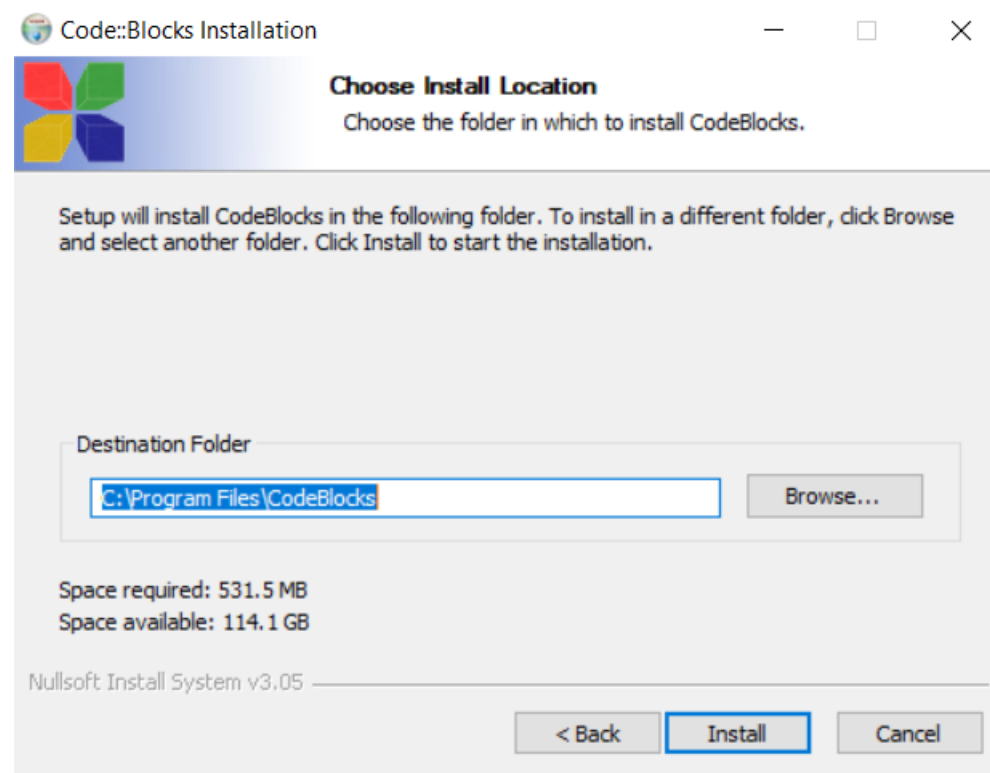 Code::Blocks Installation
Choose Install Location
Choose the folder in which to install CodeBlocks.
Setup will install CodeBlocks in the following folder. To install in a different folder, click Browse
and select another folder. Click Install to start the installation.
Destination Folder
C:\Program Files\CodeBlocks
Browse...
Space required: 531.5 MB
Space available: 114.1 GB
Nullsoft Install System v3.05
< Back
Install
Cancel